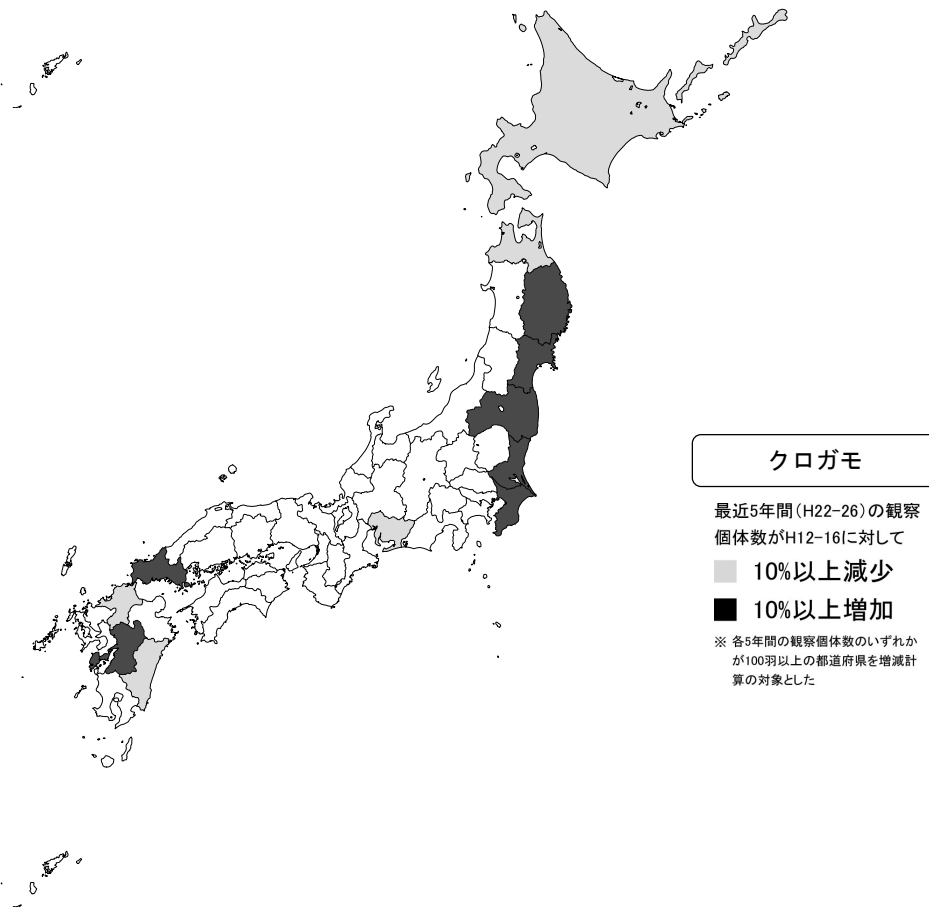 クロガモ
最近5年間(H22-26)の観察
個体数がH12-16に対して
10%以上減少
10%以上増加
※ 各5年間の観察個体数のいずれか
が100羽以上の都道府県を増減計
算の対象とした